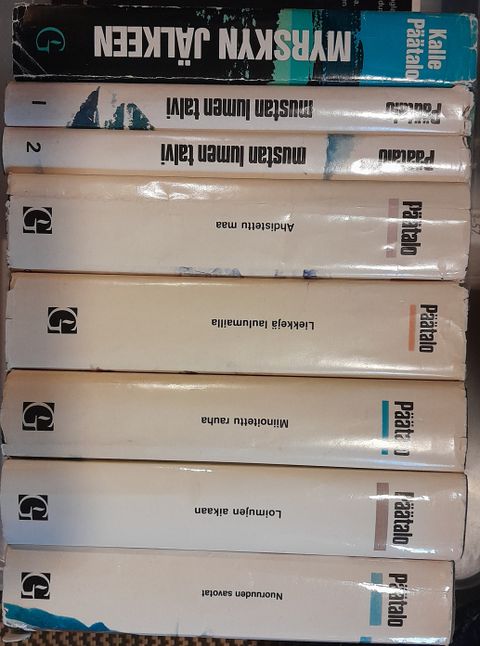 Kalle
Päätalo
MYRSKYN JÄLKEEN
G
Päätalo
mustan lumen talvi
1
Päätalo
mustan lumen talvi
2
Päätalo
Ahdistettu maa
G
Päätalo
Liekkejä laulumailla
G
Päätalo
Miinoitettu rauha
G
Päätalo
Loimujen aikaan
G
Päätalo
Nuoruuden savotat
G